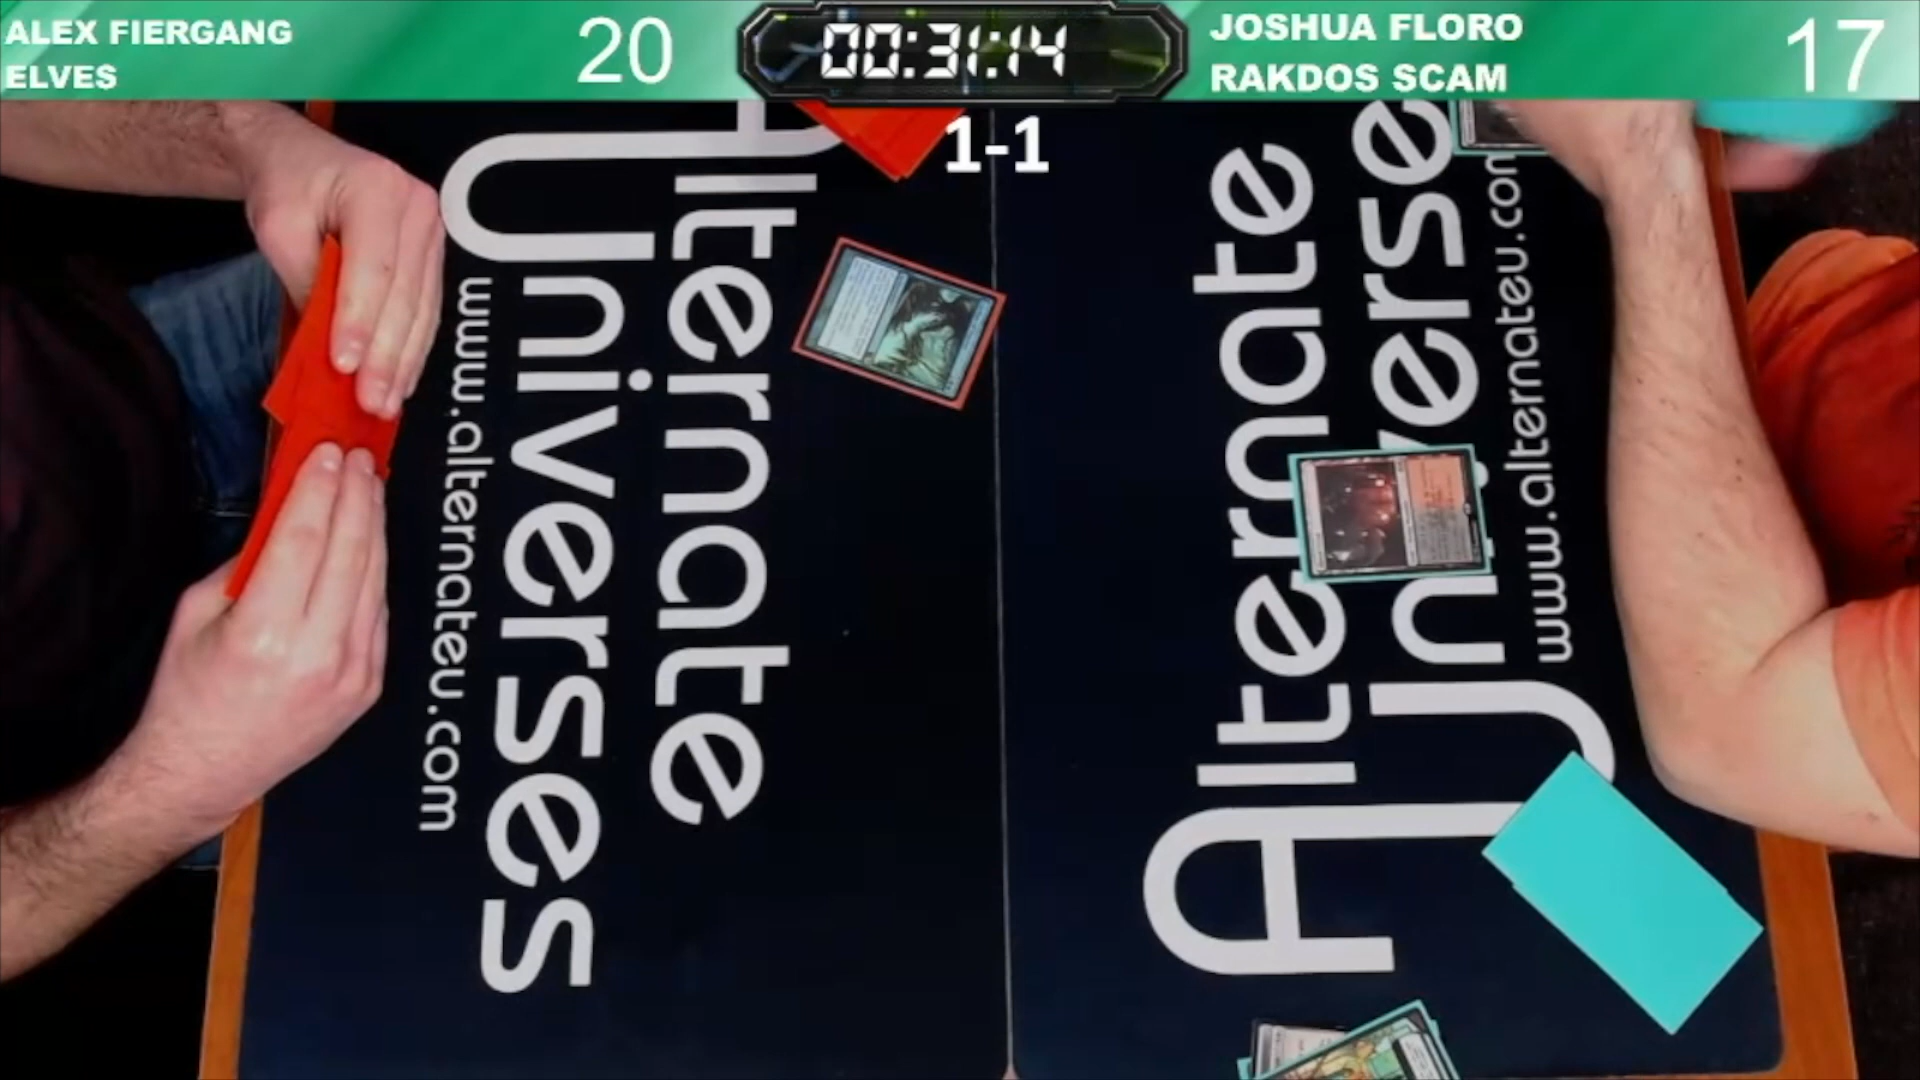 ALEX FIERGANG
ELVES
20
00:31:14
JOSHUA FLORO
RAKDOS SCAM
17
1-1
Alternate
Universes
www.alternateu.com
Alternate
Universe
www.alternateu.com